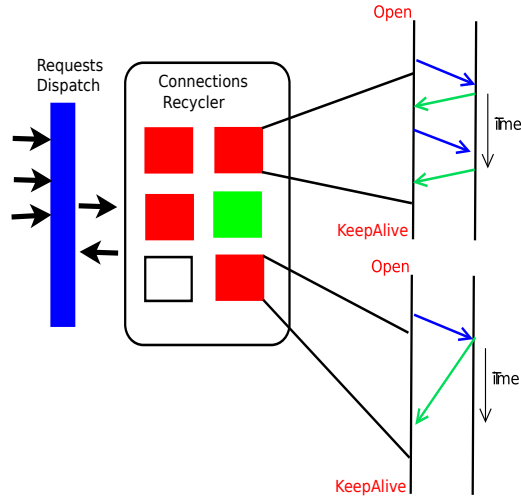 Requests
Dispatch
Connections
Recycler
Open
Time
KeepAlive
Open
Time
KeepAlive